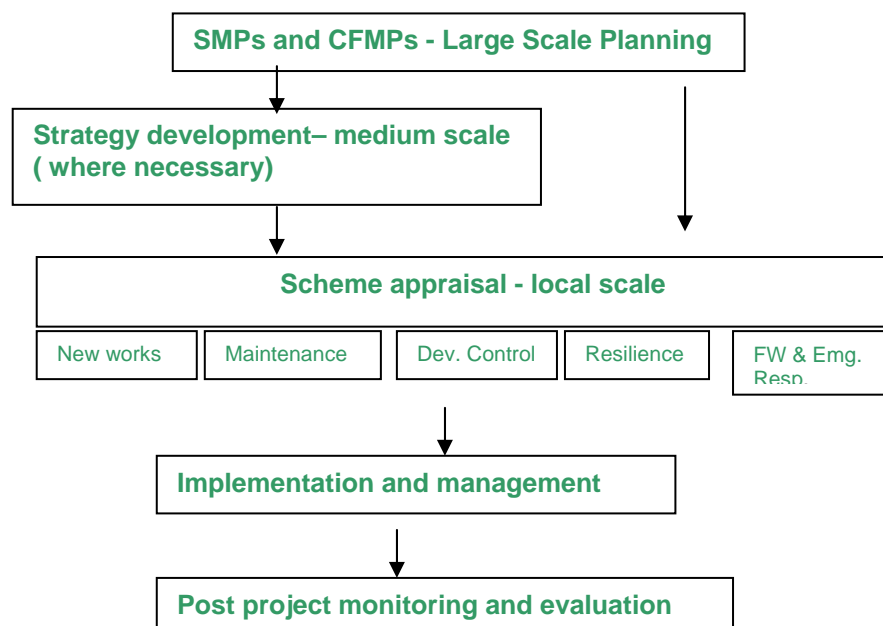 SMPs and CFMPs - Large Scale Planning
Strategy development– medium scale
( where necessary)
Scheme appraisal - local scale
New works
Maintenance
Dev. Control
Resilience
FW & Emg.
Resp.
Implementation and management
Post project monitoring and evaluation